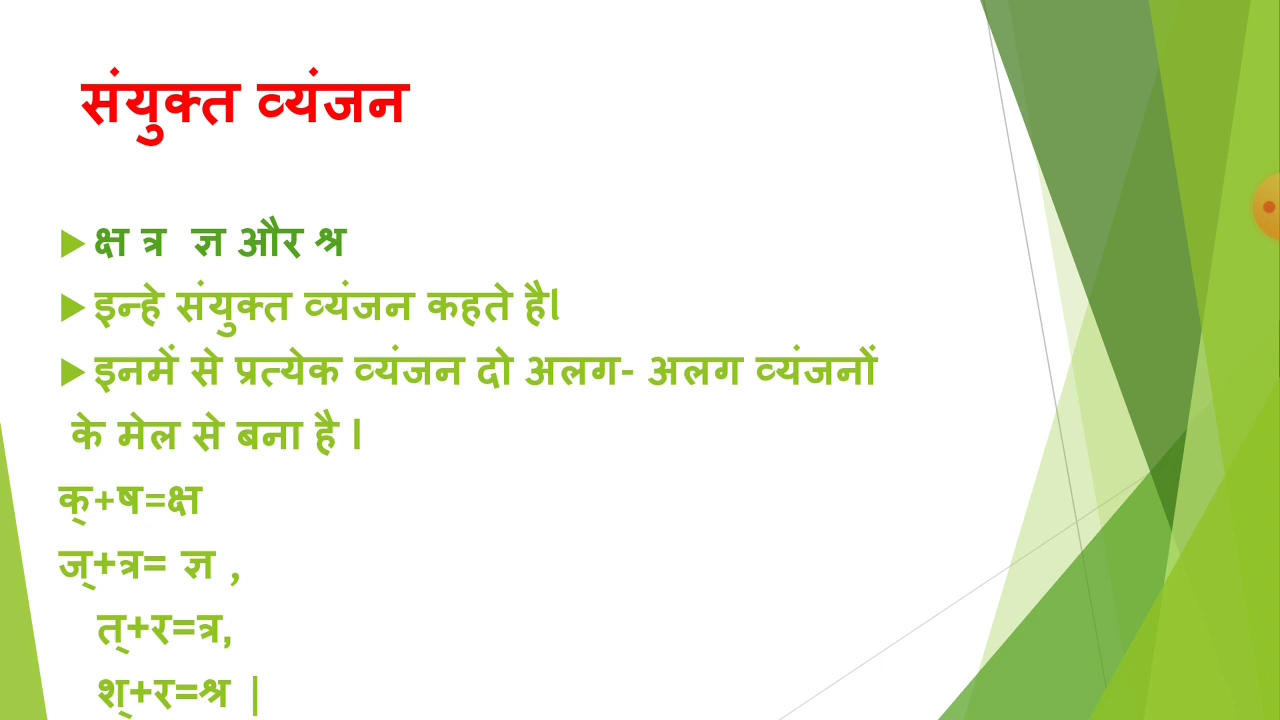 संयुक्त व्यंजन
क्ष त्र ज्ञ और श्र
इन्हे संयुक्त व्यंजन कहते हैl
इनमें से प्रत्येक व्यंजन दो अलग- अलग व्यंजनों
के मेल से बना है l
क्+ष=क्ष
ज्+त्र= ज्ञ ,
त्+र=त्र,
श्+र=श्र |